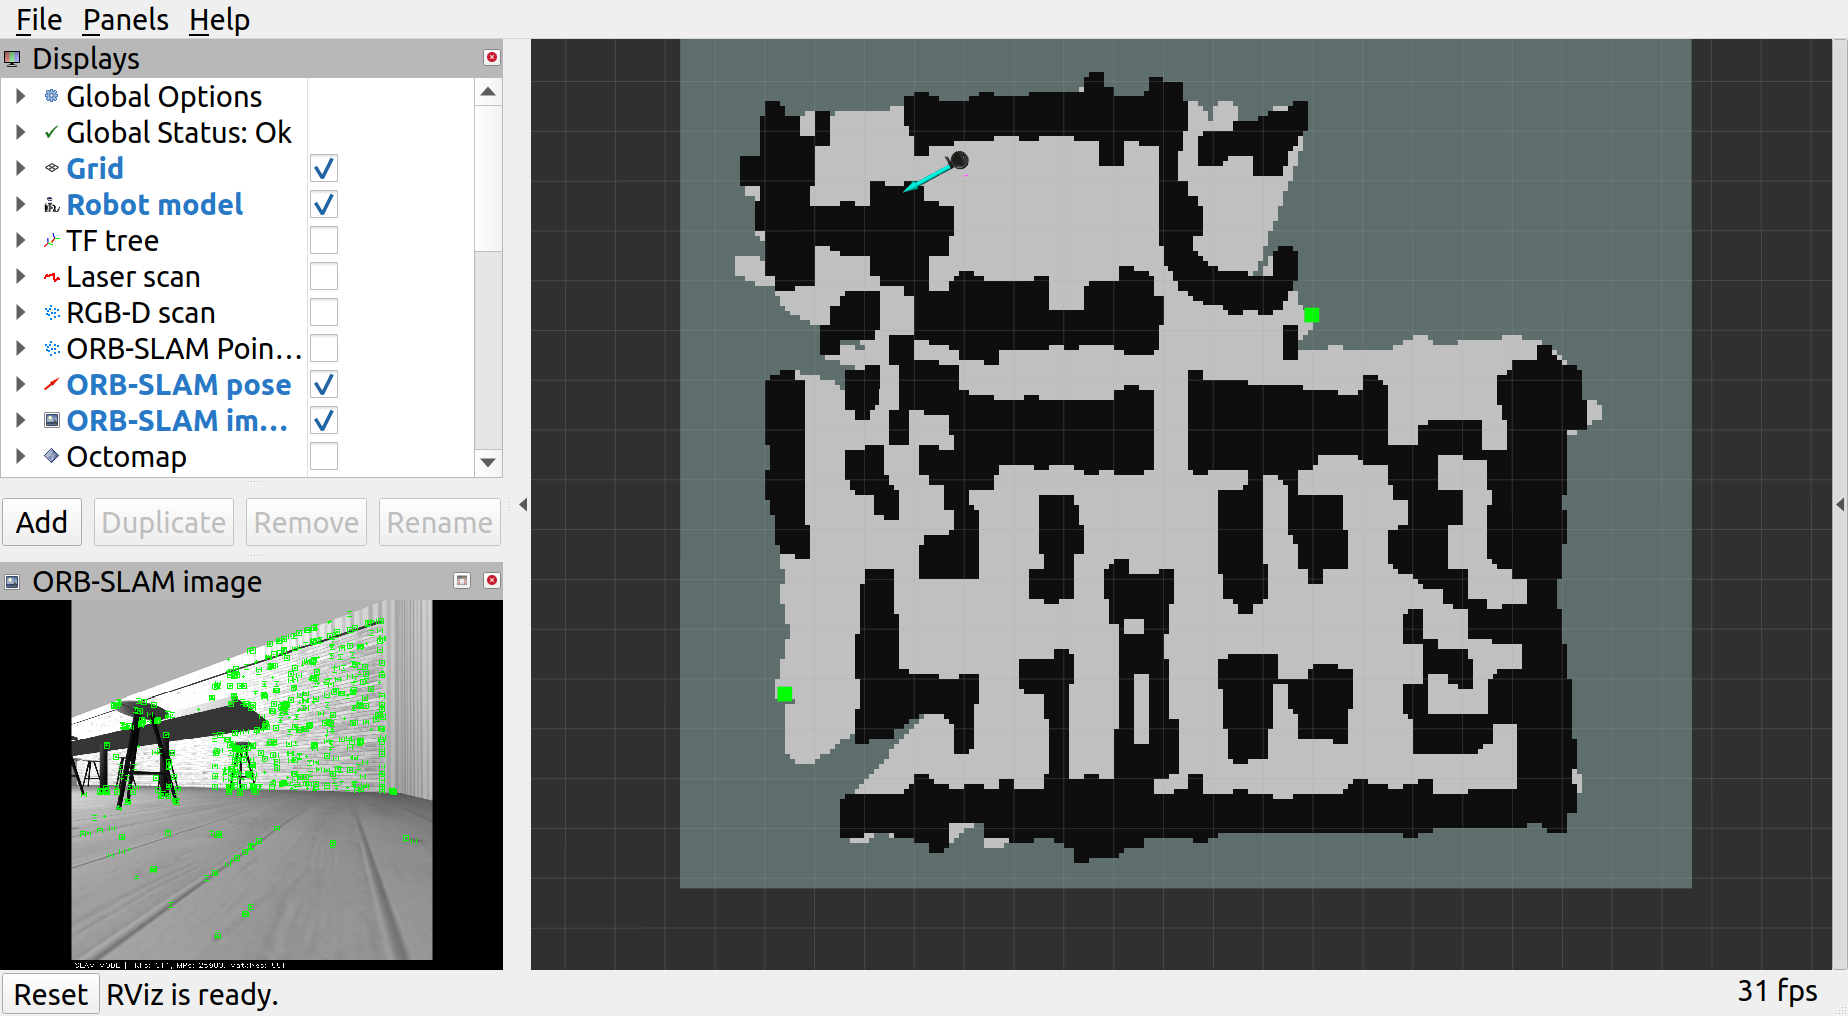 File Panels Help
Displays
Global Options
Global Status: Ok
Grid
Robot model
TF tree
Laser scan
RGB-D scan
ORB-SLAM Poin...
ORB-SLAM pose
ORB-SLAM im...
Octomap
Add Duplicate Remove Rename
ORB-SLAM image
SLAM MODE |
Reset RViz is ready.
31 fps